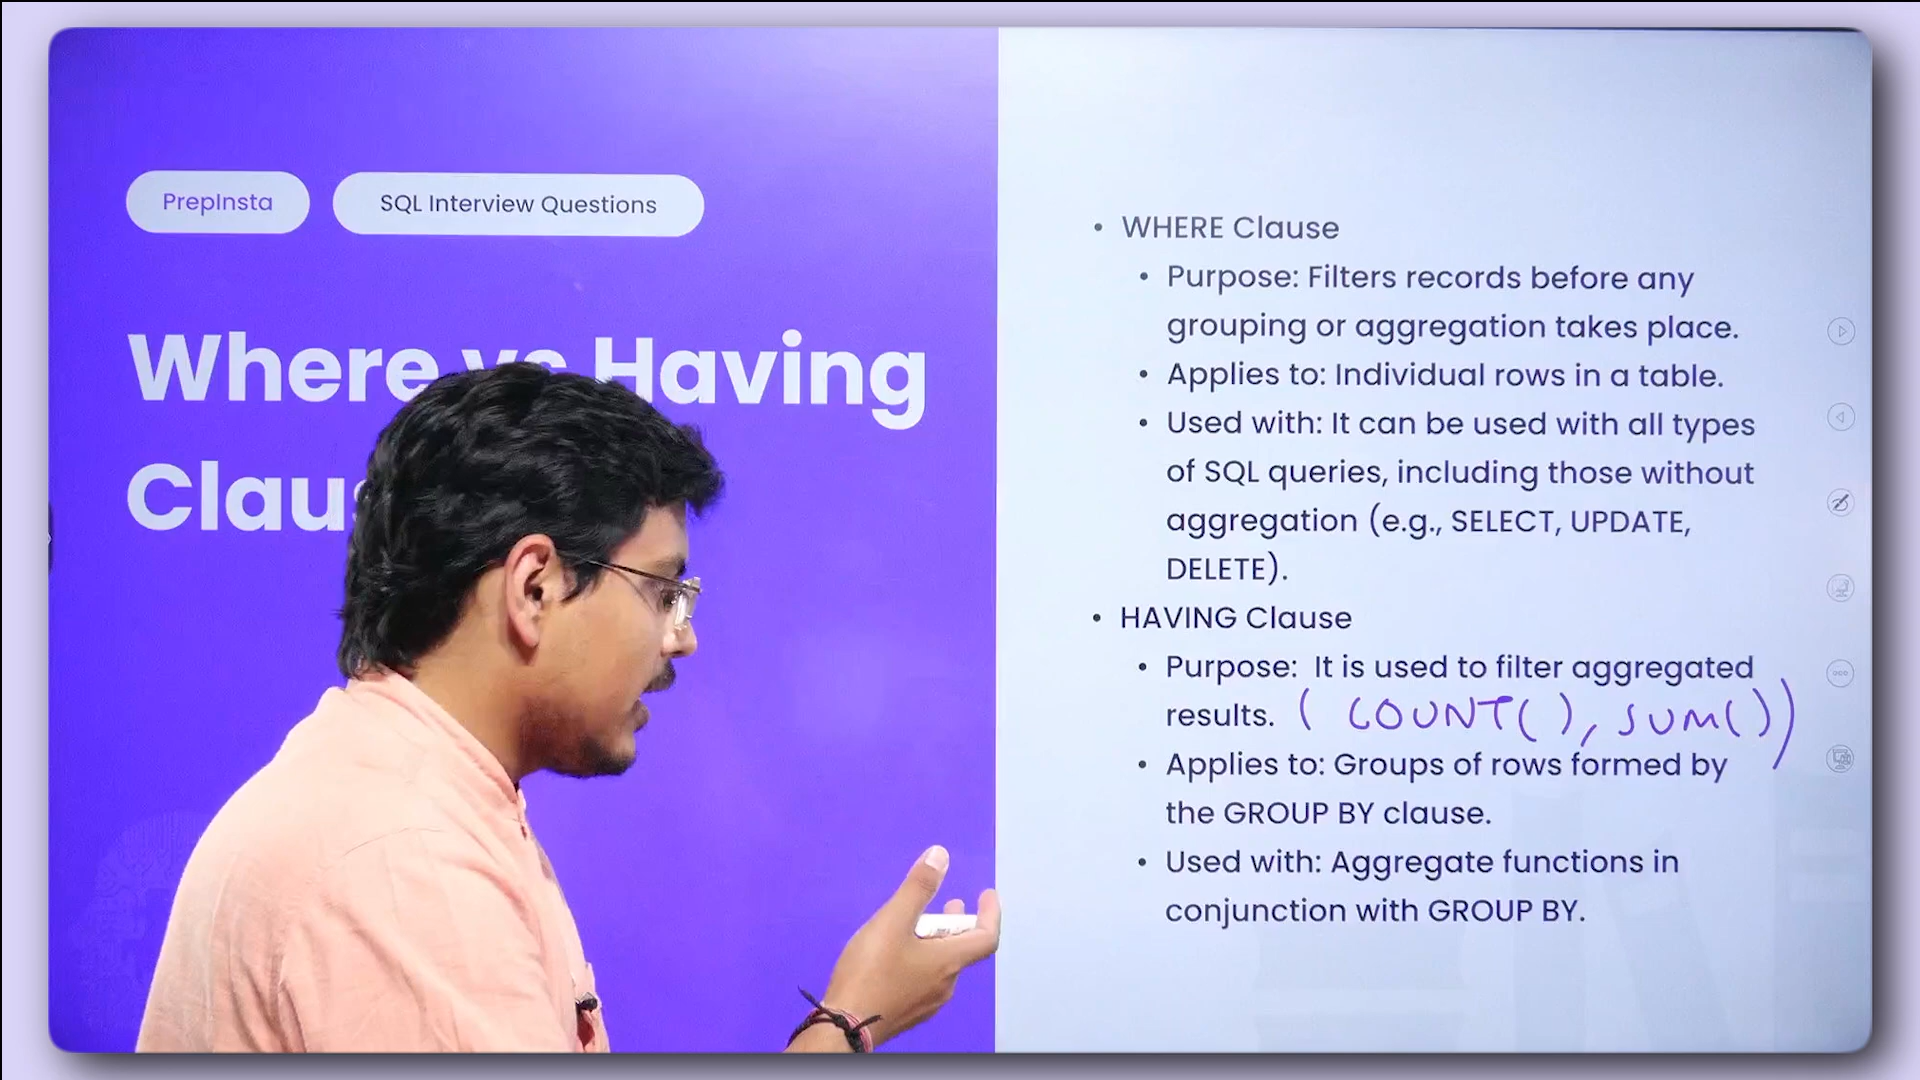 PrepInsta
SQL Interview Questions
Where vs Having
Claus
• WHERE Clause
• Purpose: Filters records before any
grouping or aggregation takes place.
• Applies to: Individual rows in a table.
• Used with: It can be used with all types
of SQL queries, including those without
aggregation (e.g., SELECT, UPDATE,
DELETE).
• HAVING Clause
• Purpose: It is used to filter aggregated
results. ( COUNT(), SUM())
• Applies to: Groups of rows formed by
the GROUP BY clause.
• Used with: Aggregate functions in
conjunction with GROUP BY.